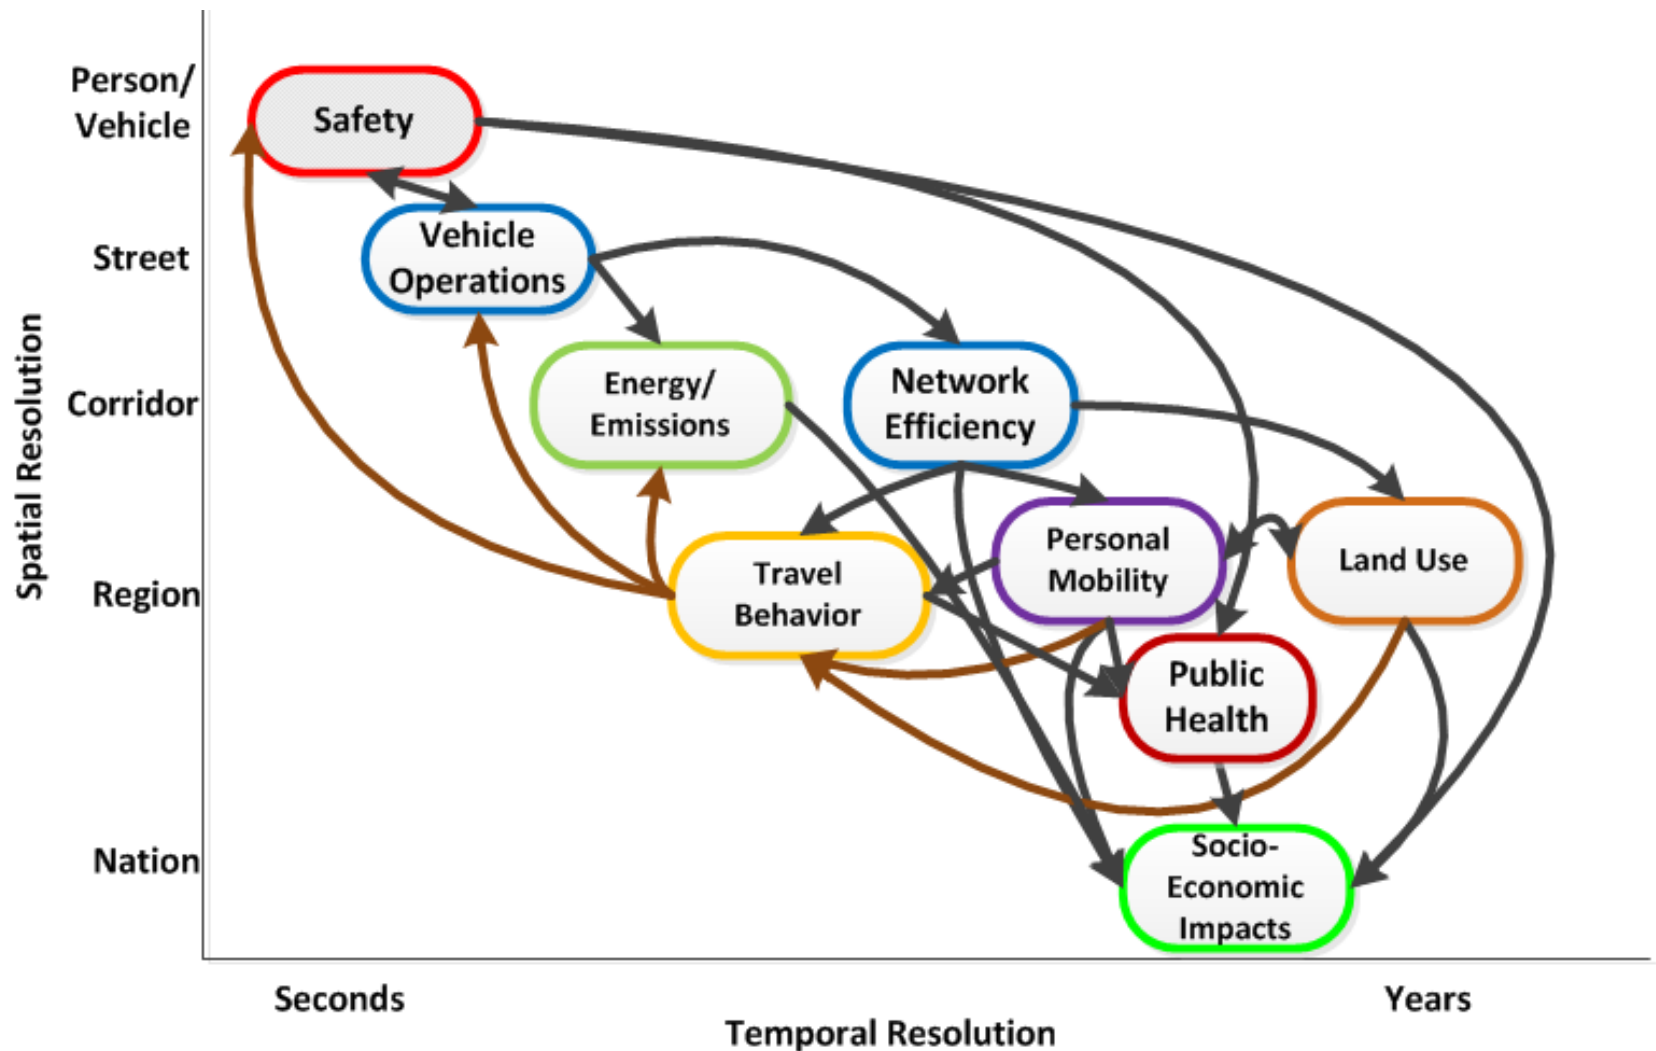 Person/
Vehicle
Safety
Street
Vehicle
Operations
Corridor
Energy/
Emissions
Network
Efficiency
Spatial Resolution
Region
Travel
Behavior
Personal
Mobility
Land Use
Public
Health
Nation
Socio-
Economic
Impacts
Seconds
Years
Temporal Resolution